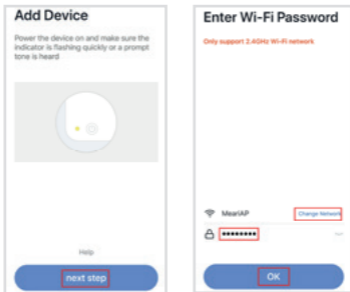 Add Device
Power the device on and make sure the
indicator is flashing quickly or a prompt
tone is heard
Help
next step
Enter Wi-Fi Password
Only support 2.4GHz Wi-Fi network
MeariAP
Change Network
••••••••
OK